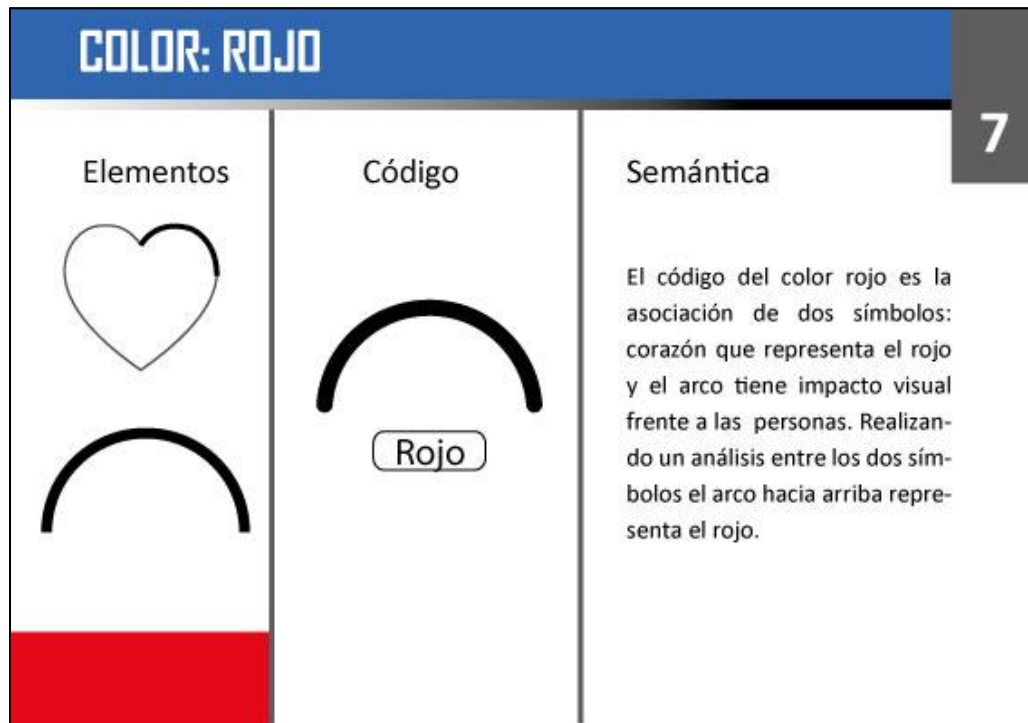 COLOR: ROJO
7
Elementos
Código
Rojo
Semántica
El código del color rojo es la
asociación de dos símbolos:
corazón que representa el rojo
y el arco tiene impacto visual
frente a las personas. Realizan-
do un análisis entre los dos sím-
bolos el arco hacia arriba repre-
senta el rojo.